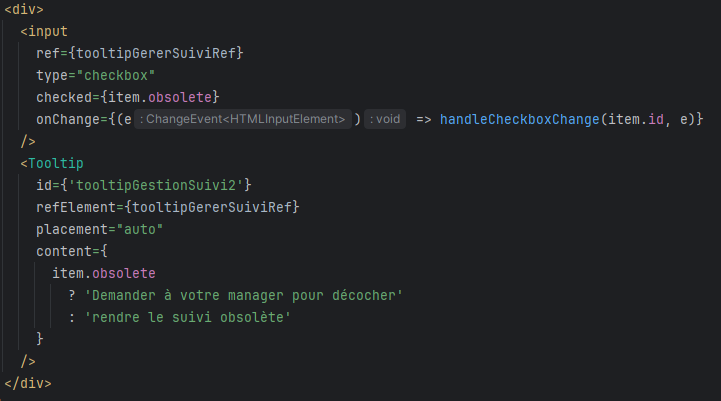 <div>
<input
ref={tooltipGererSuiviRef}
type="checkbox"
checked={item.obsolete}
onChange={(e : ChangeEvent<HTMLInputElement> ) : void => handleCheckboxChange(item.id, e)}
/>
<Tooltip
id={'tooltipGestionSuivi2'}
refElement={tooltipGererSuiviRef}
placement="auto"
content={
item.obsolete
? 'Demander à votre manager pour décocher'
: 'rendre le suivi obsolète'
}
/>
</div>